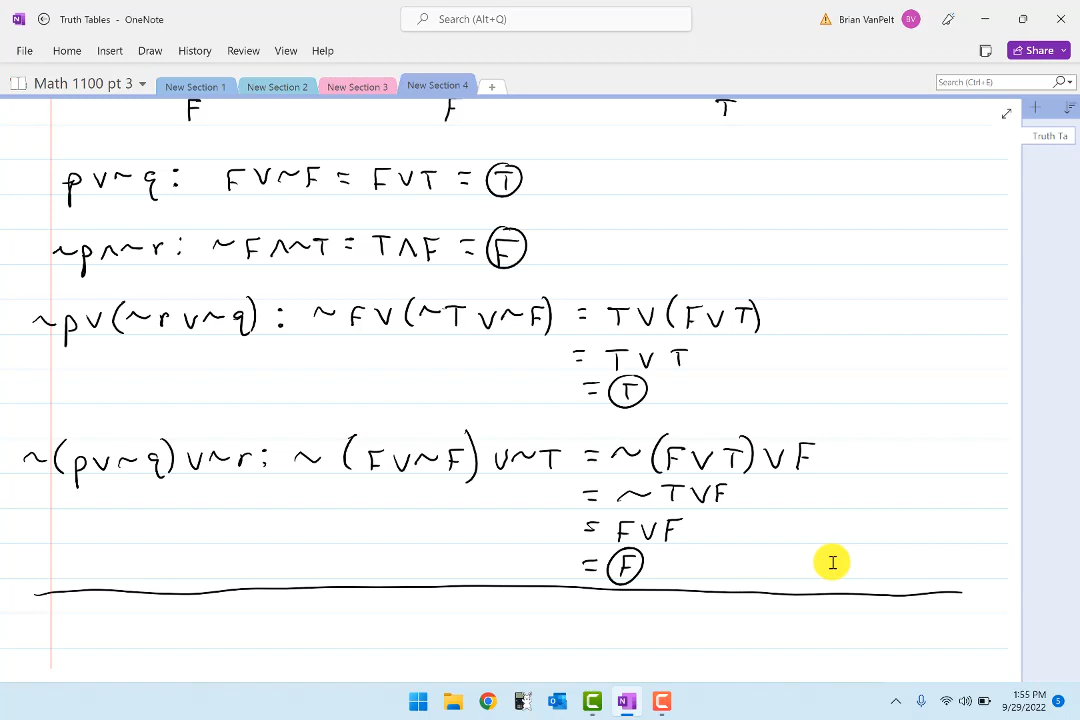 Truth Tables - OneNote
Search (Alt+Q)
Brian VanPelt
BV
File Home Insert Draw History Review View Help
Share
Math 1100 pt 3
New Section 1
New Section 2
New Section 3
New Section 4
+
Search (Ctrl+E)
Truth Ta
F F T
p∨~q: F∨~F = F∨T = T
~p∧~r: ~F∧~T = T∧F = F
~p∨(~r∨~q): ~F∨(~T∨~F) = T∨(F∨T)
= T∨T
= T
~(p∨~q)∨~r: ~(F∨~F)∨~T = ~(F∨T)∨F
= ~T∨F
= F∨F
= F
1:55 PM
9/29/2022
5